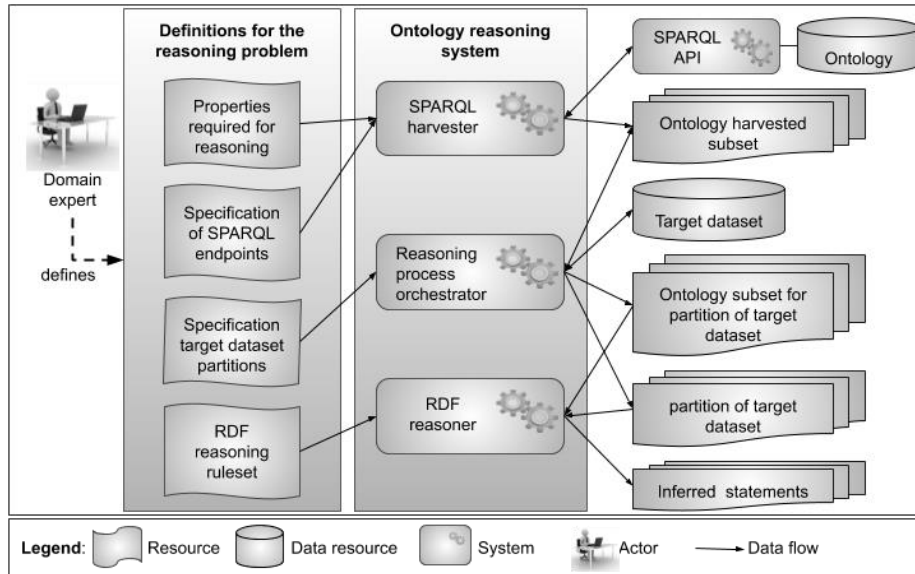 Definitions for the
reasoning problem
Ontology reasoning
system
SPARQL
API
Ontology
Properties
required for
reasoning
SPARQL
harvester
Ontology harvested
subset
Domain
expert
defines
Specification
of SPARQL
endpoints
Target dataset
Reasoning
process
orchestrator
Ontology subset for
partition of target
dataset
Specification
target dataset
partitions
RDF
reasoner
partition of target
dataset
RDF
reasoning
ruleset
Inferred statements
Legend: Resource Data resource System Actor Data flow